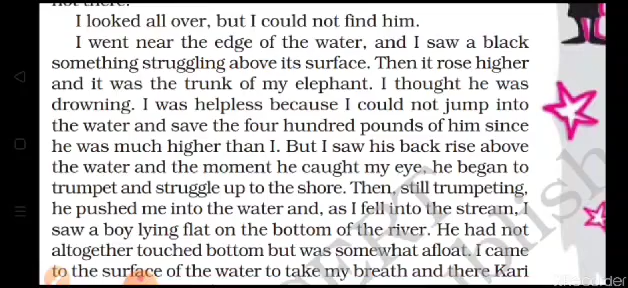 I looked all over, but I could not find him.
I went near the edge of the water, and I saw a black
something struggling above its surface. Then it rose higher
and it was the trunk of my elephant. I thought he was
drowning. I was helpless because I could not jump into
the water and save the four hundred pounds of him since
he was much higher than I. But I saw his back rise above
the water and the moment he caught my eye, he began to
trumpet and struggle up to the shore. Then, still trumpeting,
he pushed me into the water and, as I fell into the stream, I
saw a boy lying flat on the bottom of the river. He had not
altogether touched bottom but was somewhat afloat. I came
to the surface of the water to take my breath and there Kari